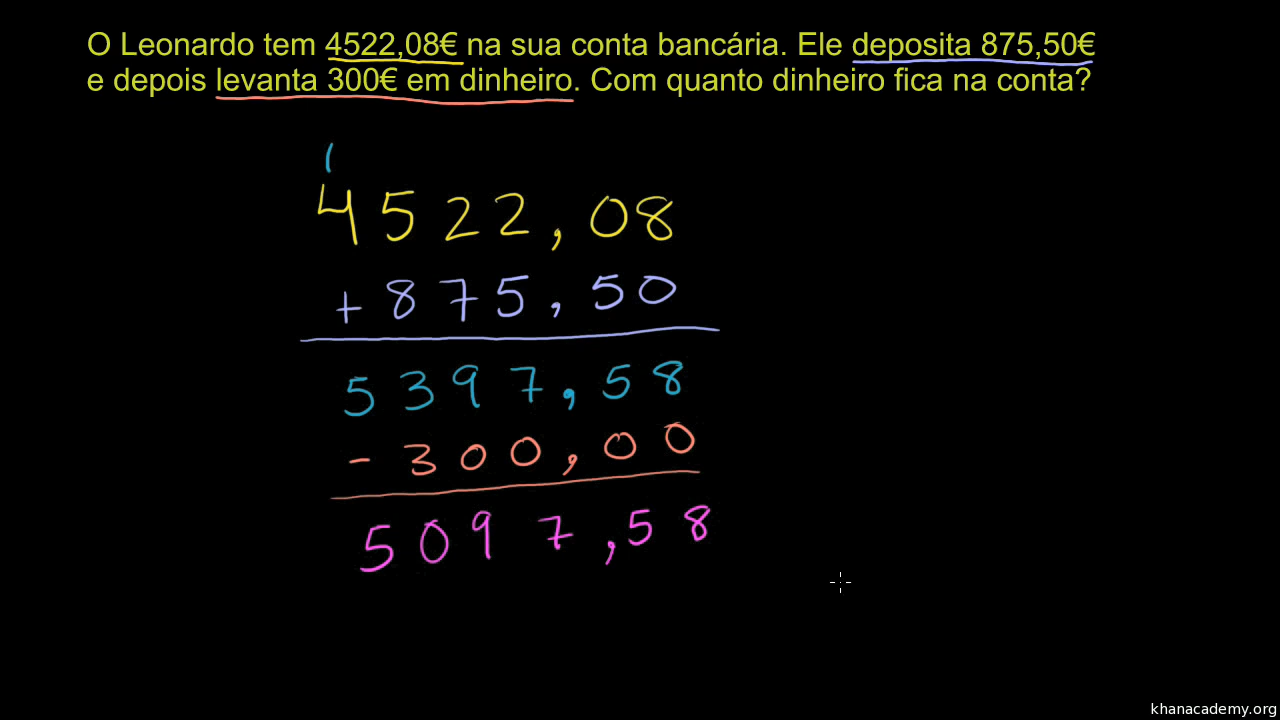 O Leonardo tem 4522,08€ na sua conta bancária. Ele deposita 875,50€
e depois levanta 300€ em dinheiro. Com quanto dinheiro fica na conta?
1
4522,08
+ 875,50
5397,58
- 300,00
5097,58
khanacademy.org